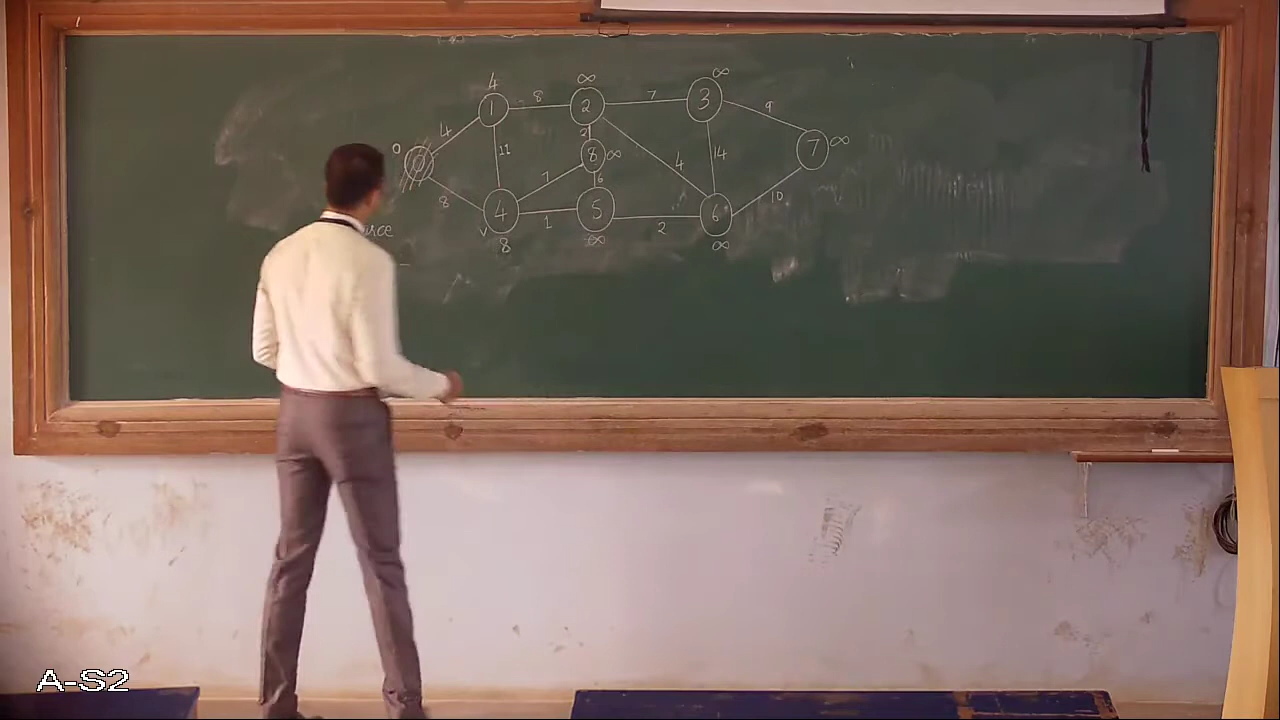 4 ∞ ∞
1 8 2 7 3 9
4 2
0 0 11 8 ∞ 4 14 7 ∞
7 6
8 4 1 5 2 6 10
v 8 ∞ ∞
A-S2